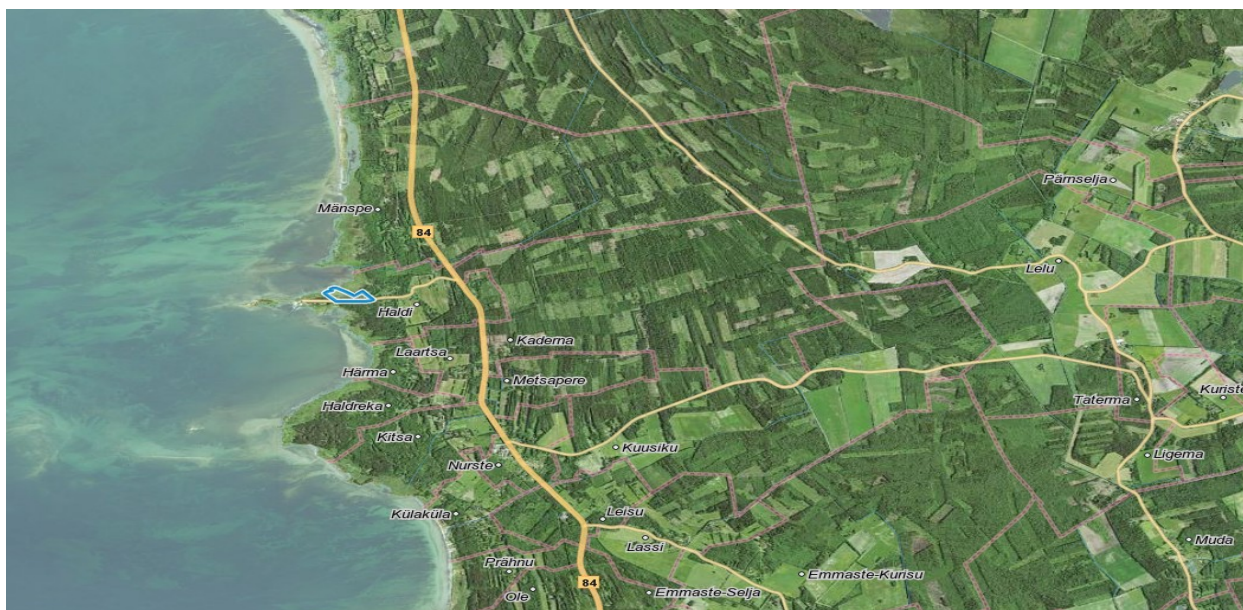 Pärnselja
Mänspe
84
Lelu
Haldi
Kaderna
Laartsa
Härma
Metsapere
Kuriste
Taterma
Haldreka
Kitsa
Kuusiku
Ligema
Nurste
Külaküla
Leisu
Lassi
Muda
Prähnu
Emmaste-Kurisu
84
Ole
Emmaste-Selja